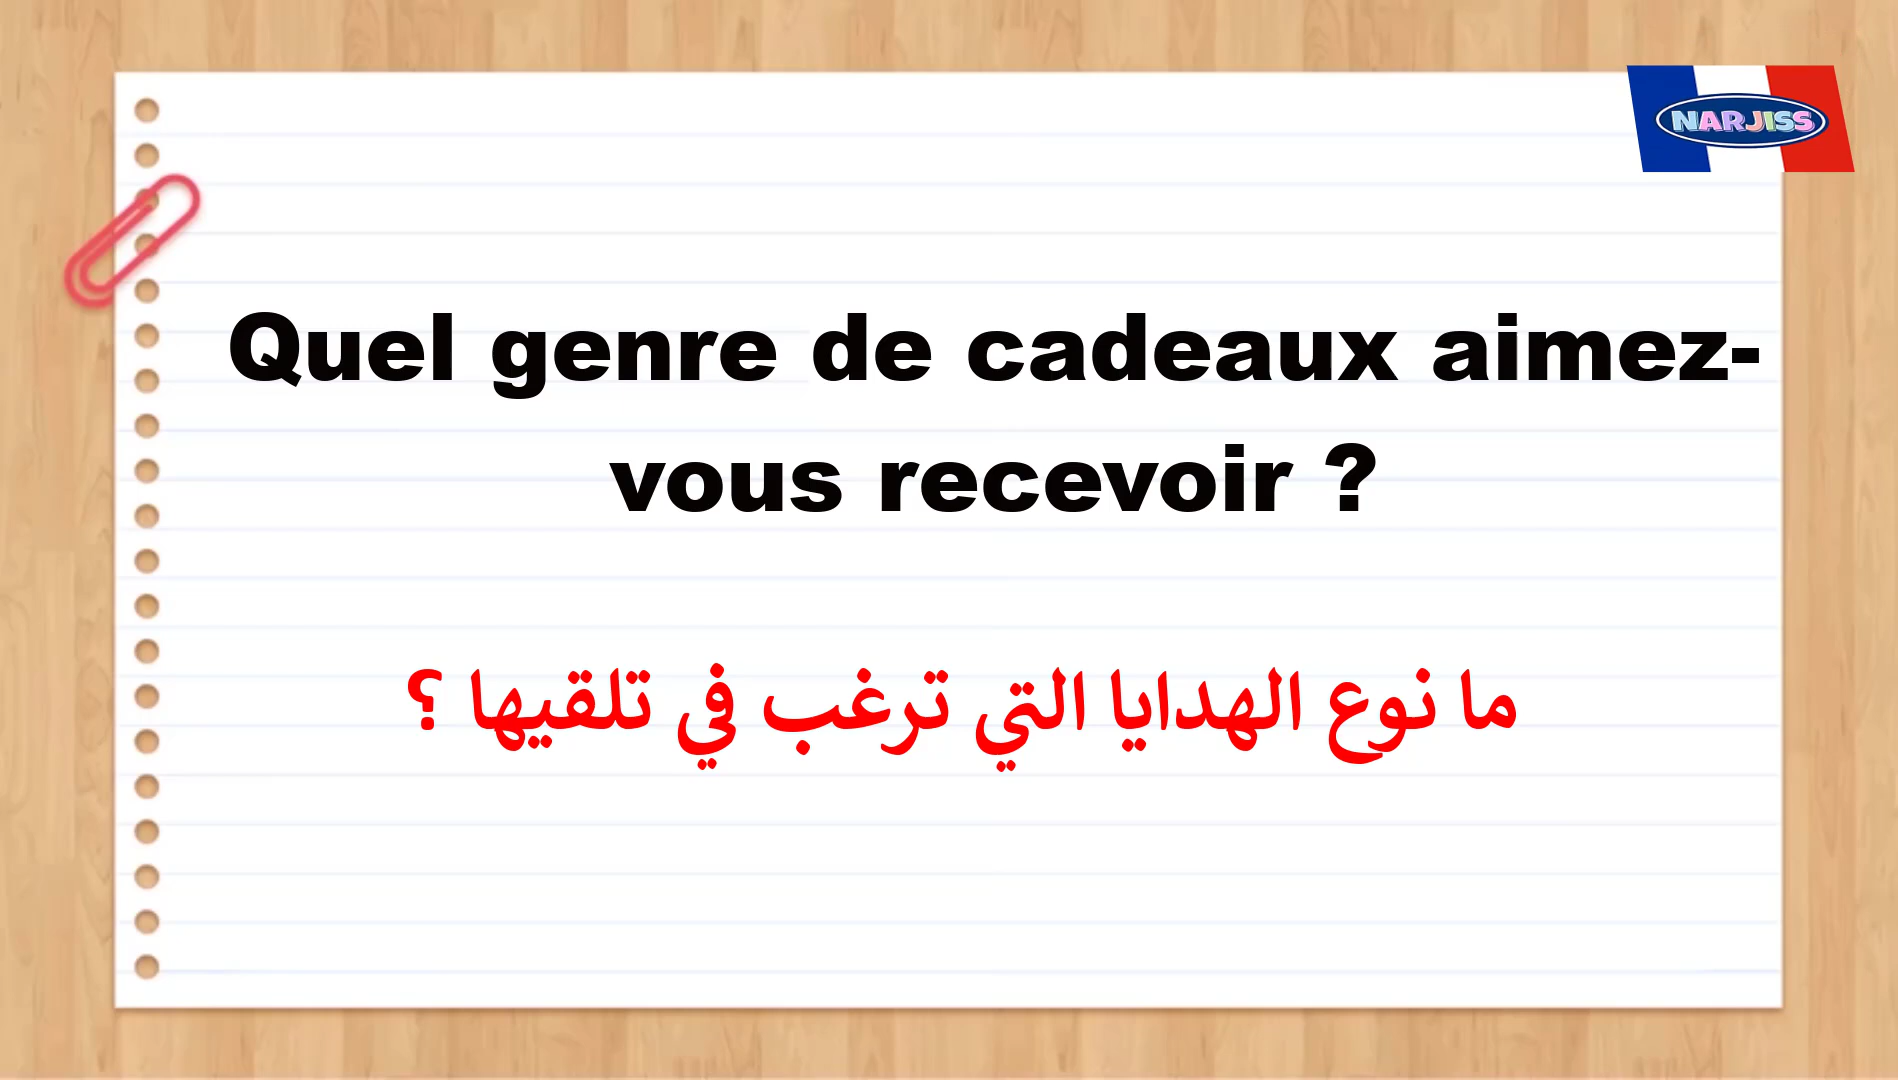 NARJISS
Quel genre de cadeaux aimez-
vous recevoir ?
ما نوع الهدايا التي ترغب في تلقيها ؟